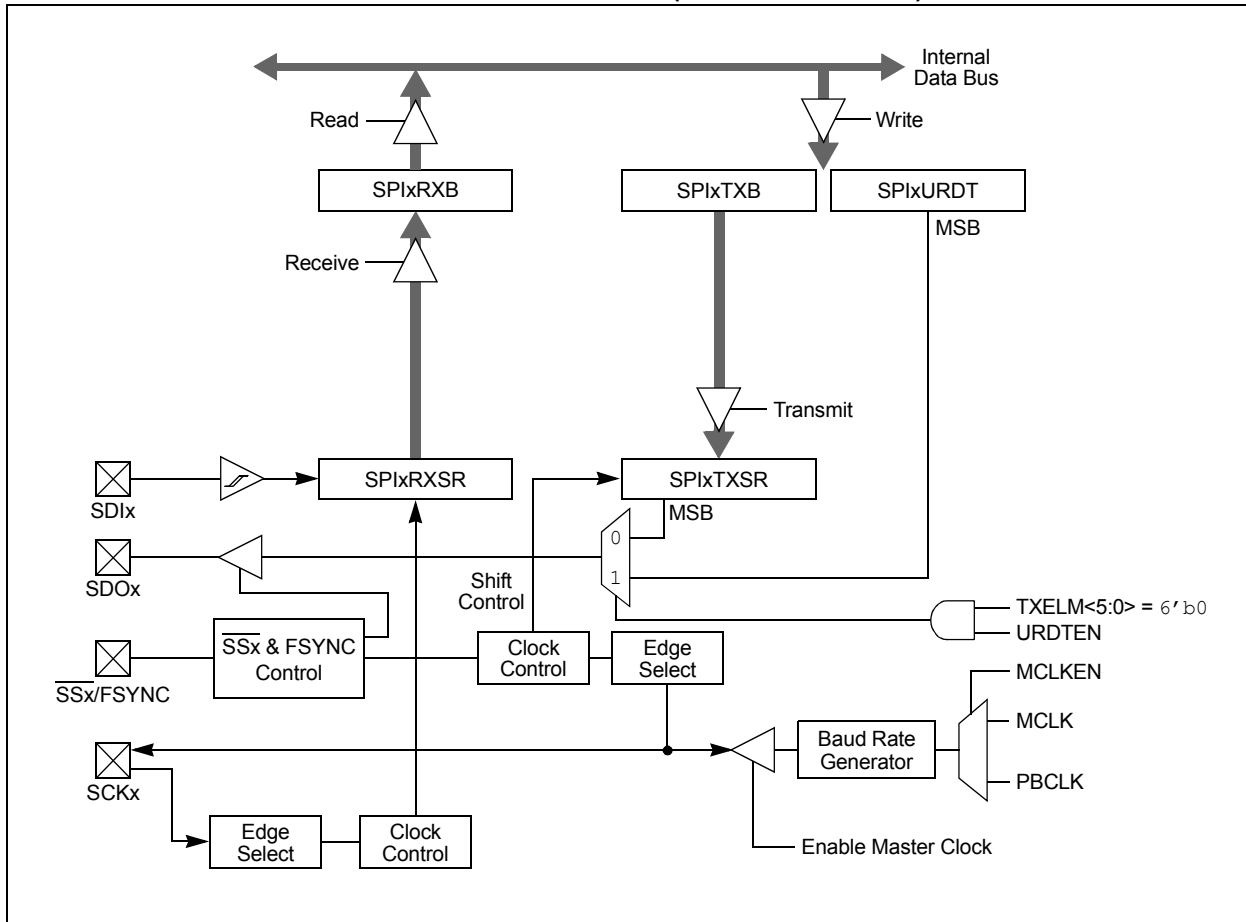 Internal
Data Bus
Read
Write
SPIxRXB
SPIxTXB
SPIxURDT
MSB
Receive
Transmit
SPIxRXSR
SPIxTXSR
SDIx
MSB
0
SDOx
1
Shift
Control
TXELM<5:0> = 6'b0
URDTEN
SSx & FSYNC
Control
Clock
Control
Edge
Select
SSx/FSYNC
MCLKEN
MCLK
Baud Rate
Generator
SCKx
PBCLK
Edge
Select
Clock
Control
Enable Master Clock